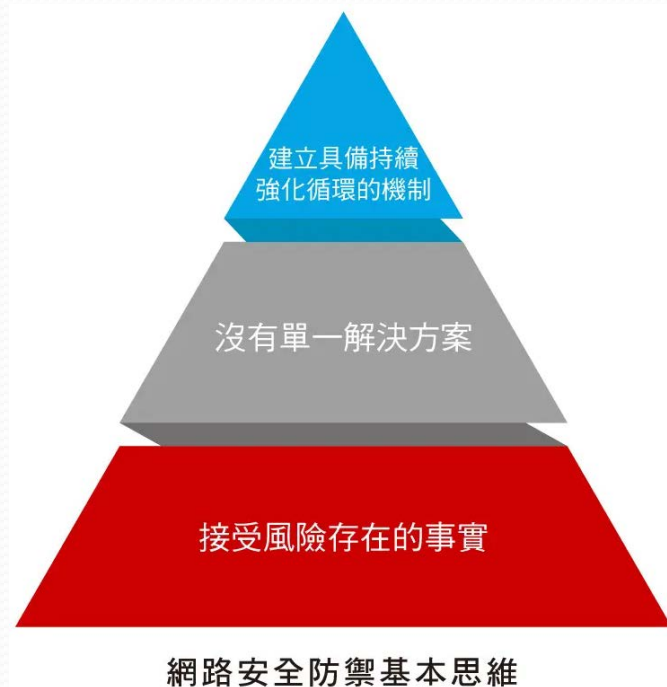 建立具備持續
強化循環的機制
沒有單一解決方案
接受風險存在的事實
網路安全防禦基本思維